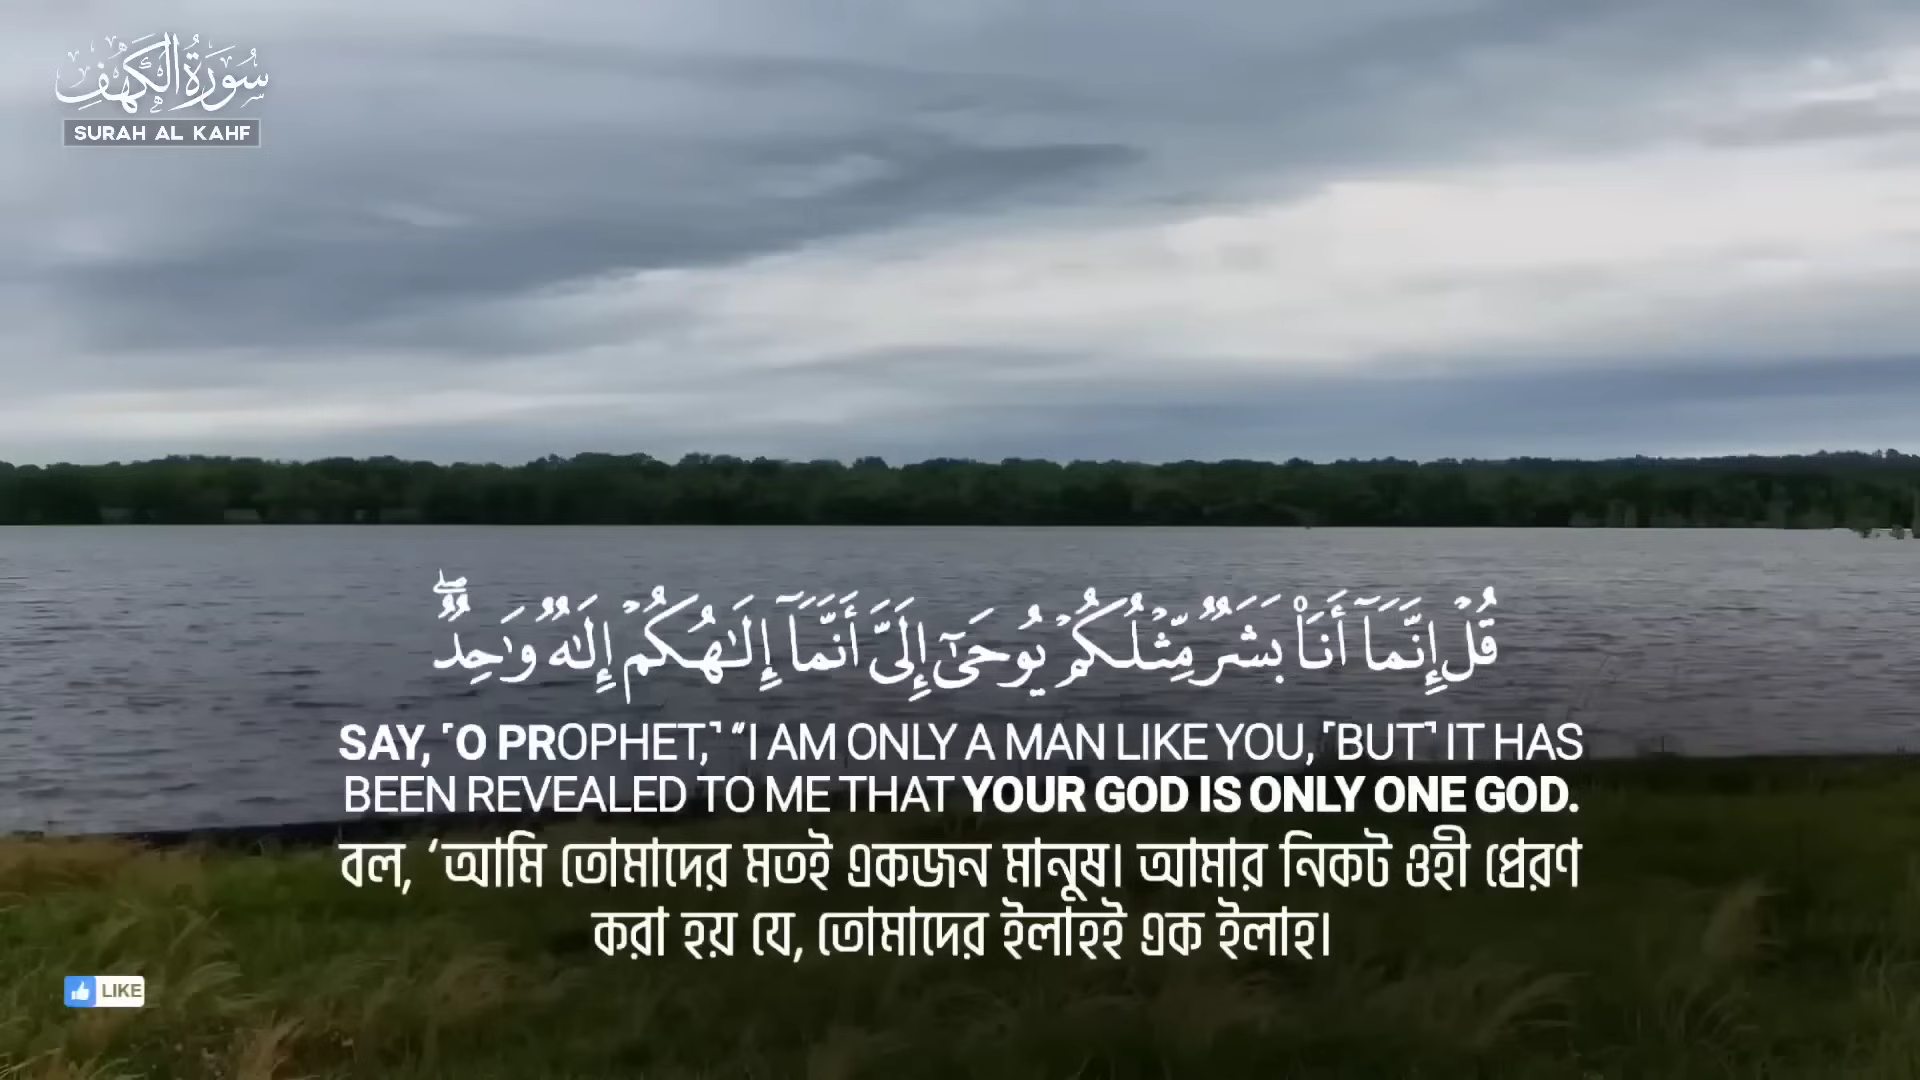 سُورَةُ الكَهْفِ
SURAH AL KAHF
قُلْ إِنَّمَآ أَنَا۠ بَشَرٌ مِّثْلُكُمْ يُوحَىٰٓ إِلَىَّ أَنَّمَآ إِلَـٰهُكُمْ إِلَـٰهٌ وَٰحِدٌ ۖ
SAY, ˹O PROPHET,˺ “I AM ONLY A MAN LIKE YOU, ˹BUT˺ IT HAS
BEEN REVEALED TO ME THAT YOUR GOD IS ONLY ONE GOD.
বল, ‘আমি তোমাদের মতই একজন মানুষ। আমার নিকট ওহী প্রেরণ
করা হয় যে, তোমাদের ইলাহই এক ইলাহ।
LIKE